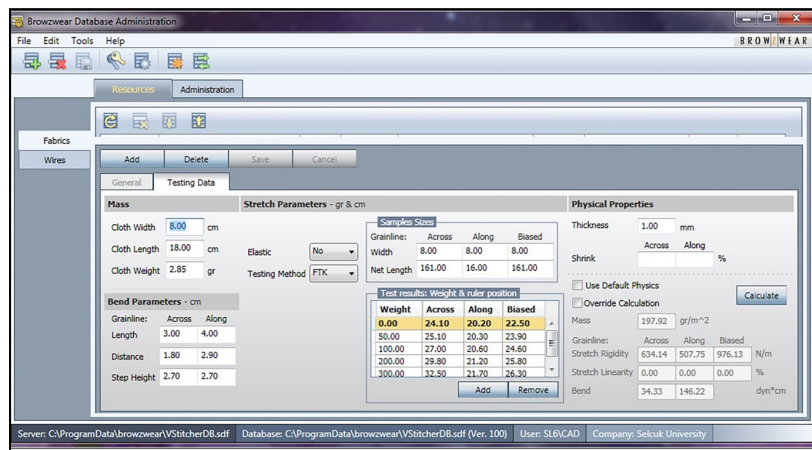 Browzwear Database Administration
File Edit Tools Help
BROWZWEAR
Resources Administration
Fabrics
Wires
Add Delete Save Cancel
General Testing Data
Mass
Cloth Width 8.00 cm
Cloth Length 18.00 cm
Cloth Weight 2.85 gr
Bend Parameters - cm
Grainline: Across Along
Length 3.00 4.00
Distance 1.80 2.90
Step Height 2.70 2.70
Stretch Parameters - gr & cm
Elastic No
Testing Method FTK
Samples Sizes
Grainline: Across Along Biased
Width 8.00 8.00 8.00
Net Length 161.00 16.00 161.00
Test results: Weight & ruler position
Weight Across Along Biased
0.00 24.10 20.20 22.50
50.00 25.10 20.30 23.90
100.00 27.00 20.60 24.60
200.00 29.80 21.20 25.80
300.00 32.50 21.70 26.30
Add Remove
Physical Properties
Thickness 1.00 mm
Across Along
Shrink %
Use Default Physics
Override Calculation
Calculate
Mass 197.92 gr/m^2
Grainline: Across Along Biased
Stretch Rigidity 634.14 507.75 976.13 N/m
Stretch Linearity 0.00 0.00 0.00 %
Bend 34.33 146.22 dyn*cm
Server: C:\ProgramData\browzwear\VStitcherDB.sdf Database: C:\ProgramData\browzwear\VStitcherDB.sdf (Ver. 100) User: SL6\CAD Company: Selcuk University